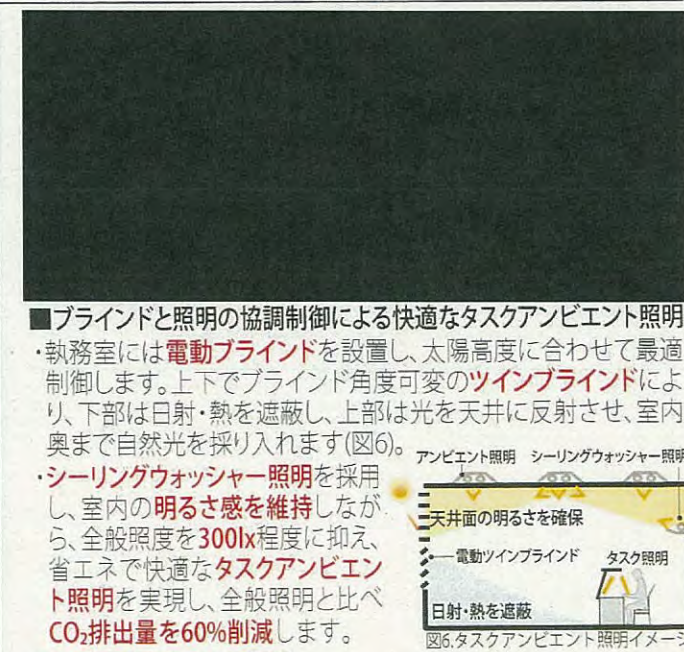 ■ブラインドと照明の協調制御による快適なタスクアンビエント照明
・執務室には電動ブラインドを設置し、太陽高度に合わせて最適
制御します。上下でブラインド角度可変のツインブラインドによ
り、下部は日射・熱を遮蔽し、上部は光を天井に反射させ、室内
奥まで自然光を採り入れます(図6)。
・シーリングウォッシャー照明を採用
し、室内の明るさ感を維持しなが
ら、全般照度を300lx程度に抑え、
省エネで快適なタスクアンビエン
ト照明を実現し、全般照明と比べ
CO₂排出量を60%削減します。
アンビエント照明 シーリングウォッシャー照明
天井面の明るさを確保
電動ツインブラインド タスク照明
日射・熱を遮蔽
図6.タスクアンビエント照明イメージ